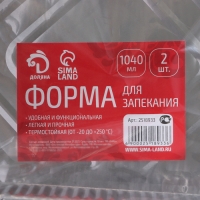 ДОЛЯНА
SIMA LAND
1040 МЛ
2 ШТ.
ФОРМА ДЛЯ ЗАПЕКАНИЯ
• УДОБНАЯ И ФУНКЦИОНАЛЬНАЯ
• ЛЕГКАЯ И ПРОЧНАЯ
• ТЕРМОСТОЙКАЯ (ОТ -20 ДО +250°C)
WWW.SIMA-LAND.RU